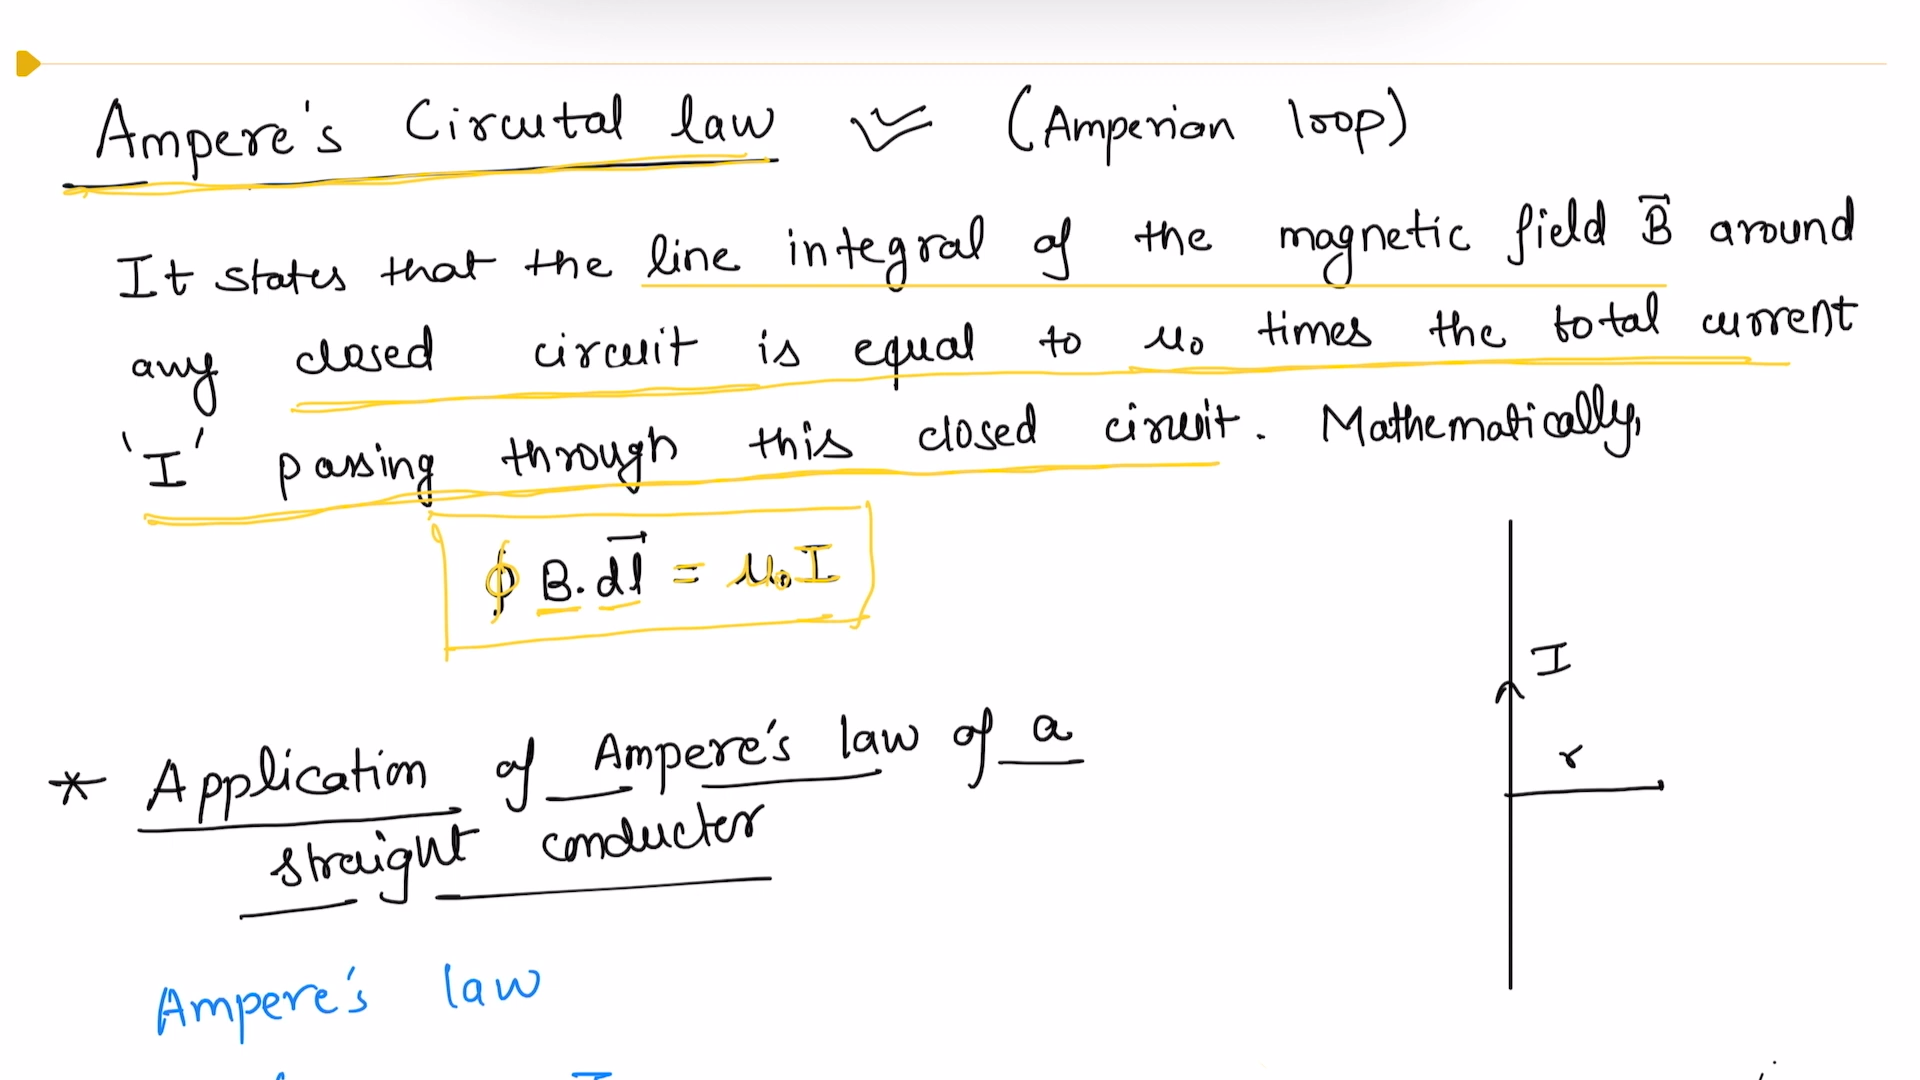 Ampere's Circutal law (Amperian loop)
It states that the line integral of the magnetic field B̅ around
any closed circuit is equal to μ₀ times the total current
'I' passing through this closed circuit. Mathematically,
∮ B. d⃗l = μ₀I
I
r
* Application of Ampere's law of a
straight conducter
Ampere's law